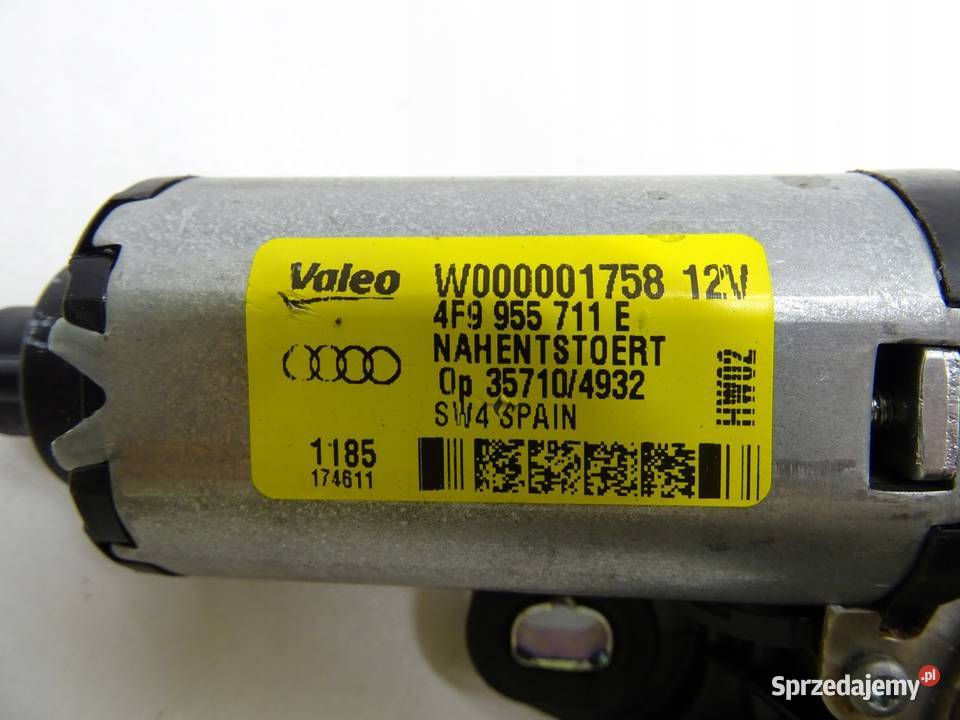 Valeo W000001758 12V
4F9 955 711 E
NAHENTSTOERT
Op 35710/4932
SW4 SPAIN
HW02
1185
174611
Sprzedajemy.pl